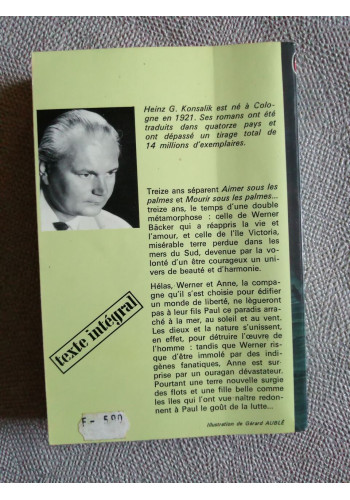 Heinz G. Konsalik est né à Colo-
gne en 1921. Ses romans ont été
traduits dans quatorze pays et
ont dépassé un tirage total de
14 millions d'exemplaires.
Treize ans séparent Aimer sous les
palmes et Mourir sous les palmes...
treize ans, le temps d'une double
métamorphose : celle de Werner
Bäcker qui a réappris la vie et
l'amour, et celle de l'île Victoria,
misérable terre perdue dans les
mers du Sud, devenue par la vo-
lonté d'un être courageux un uni-
vers de beauté et d'harmonie.
Hélas, Werner et Anne, la compa-
gne qu'il s'est choisie pour édifier
un monde de liberté, ne lègueront
pas à leur fils Paul ce paradis arra-
ché à la mer, au soleil et au vent.
Les dieux et la nature s'unissent,
en effet, pour détruire l'œuvre de
l'homme : tandis que Werner ris-
que d'être immolé par des indi-
gènes fanatiques, Anne est sur-
prise par un ouragan dévastateur.
Pourtant une terre nouvelle surgie
des flots et une fille belle comme
les îles qui l'ont vue naître redon-
nent à Paul le goût de la lutte...
texte intégral
Illustration de Gérard AUBLÉ